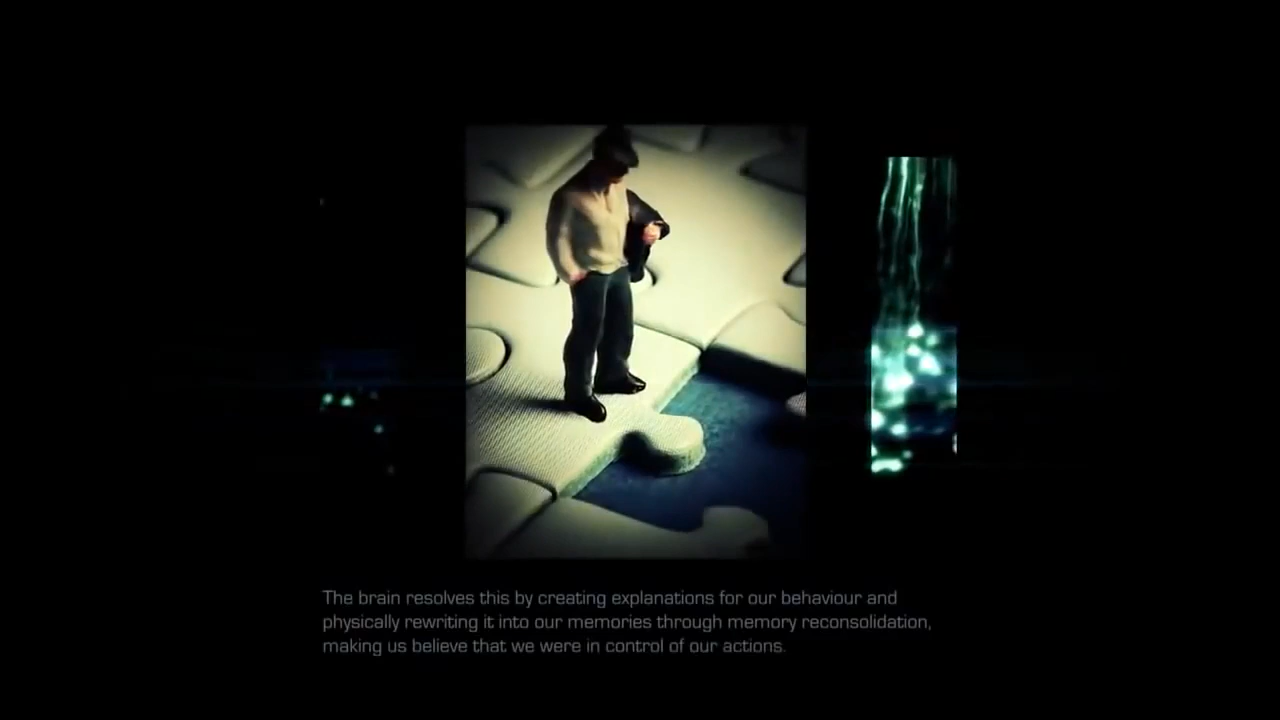 The brain resolves this by creating explanations for our behaviour and
physically rewriting it into our memories through memory reconsolidation,
making us believe that we were in control of our actions.